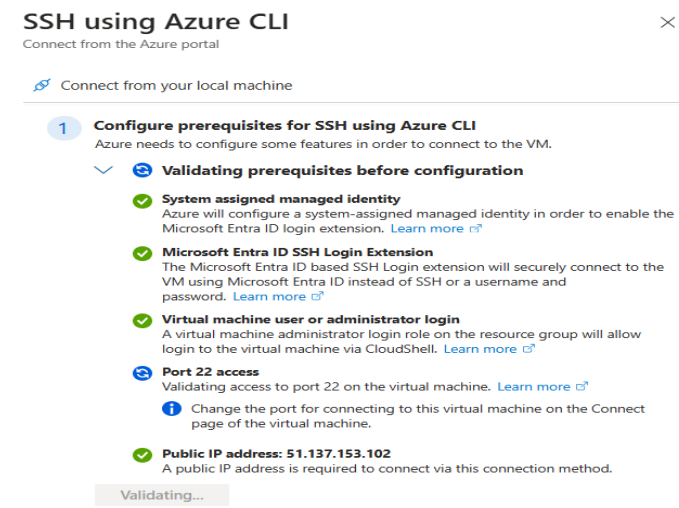 SSH using Azure CLI
Connect from the Azure portal
Connect from your local machine
1 Configure prerequisites for SSH using Azure CLI
Azure needs to configure some features in order to connect to the VM.
Validating prerequisites before configuration
System assigned managed identity
Azure will configure a system-assigned managed identity in order to enable the
Microsoft Entra ID login extension. Learn more
Microsoft Entra ID SSH Login Extension
The Microsoft Entra ID based SSH Login extension will securely connect to the
VM using Microsoft Entra ID instead of SSH or a username and
password. Learn more
Virtual machine user or administrator login
A virtual machine administrator login role on the resource group will allow
login to the virtual machine via CloudShell. Learn more
Port 22 access
Validating access to port 22 on the virtual machine. Learn more
Change the port for connecting to this virtual machine on the Connect
page of the virtual machine.
Public IP address: 51.137.153.102
A public IP address is required to connect via this connection method.
Validating...